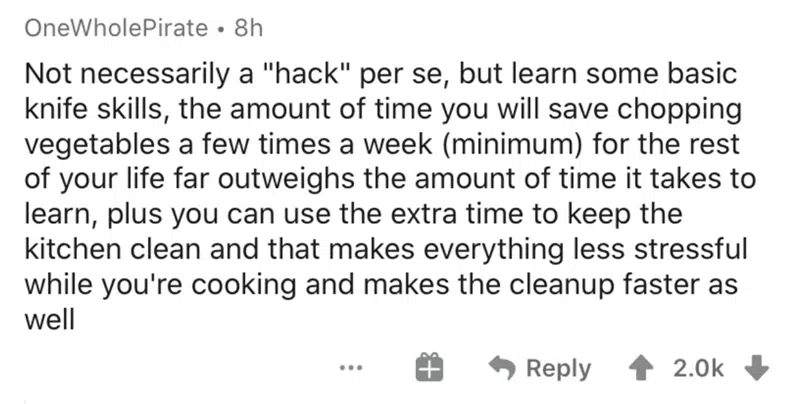 OneWholePirate • 8h
Not necessarily a "hack" per se, but learn some basic
knife skills, the amount of time you will save chopping
vegetables a few times a week (minimum) for the rest
of your life far outweighs the amount of time it takes to
learn, plus you can use the extra time to keep the
kitchen clean and that makes everything less stressful
while you're cooking and makes the cleanup faster as
well
... Reply 2.0k